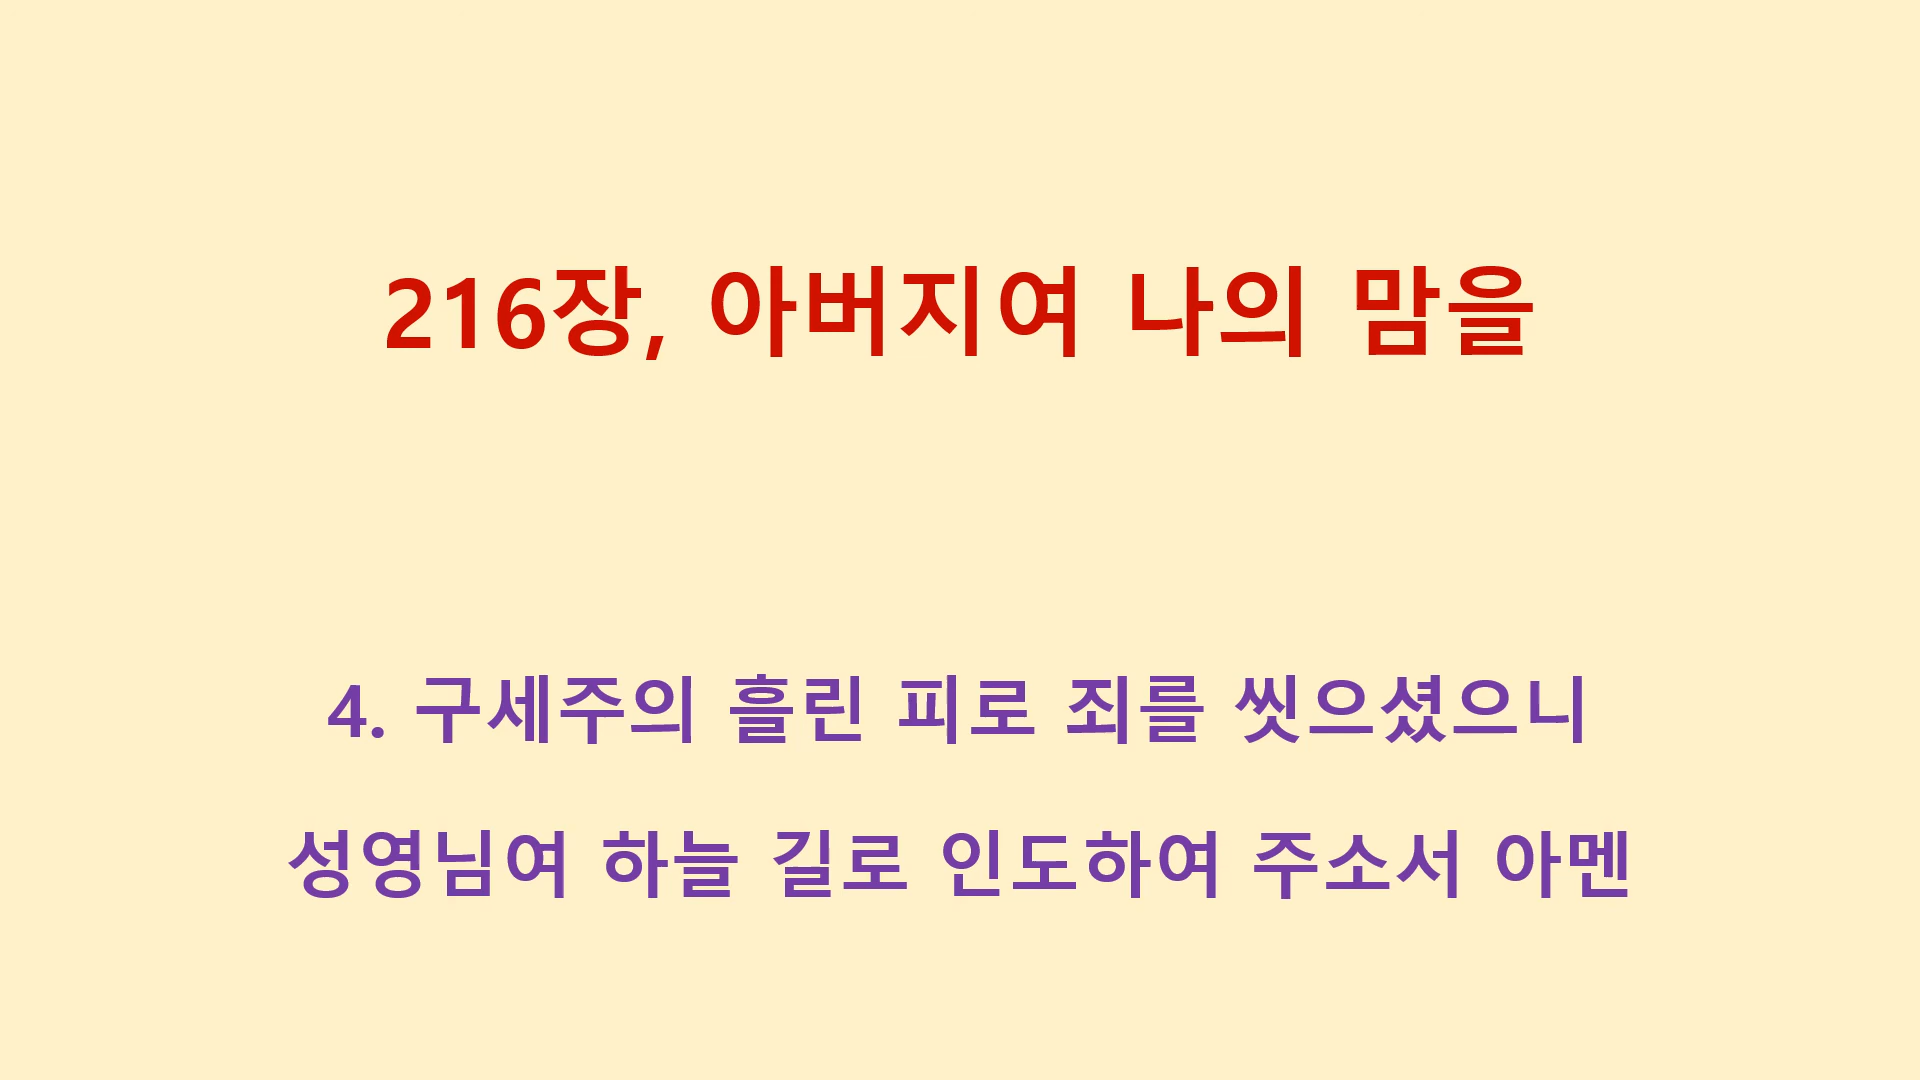 216장, 아버지여 나의 맘을
4. 구세주의 흘린 피로 죄를 씻으셨으니
성영님여 하늘 길로 인도하여 주소서 아멘